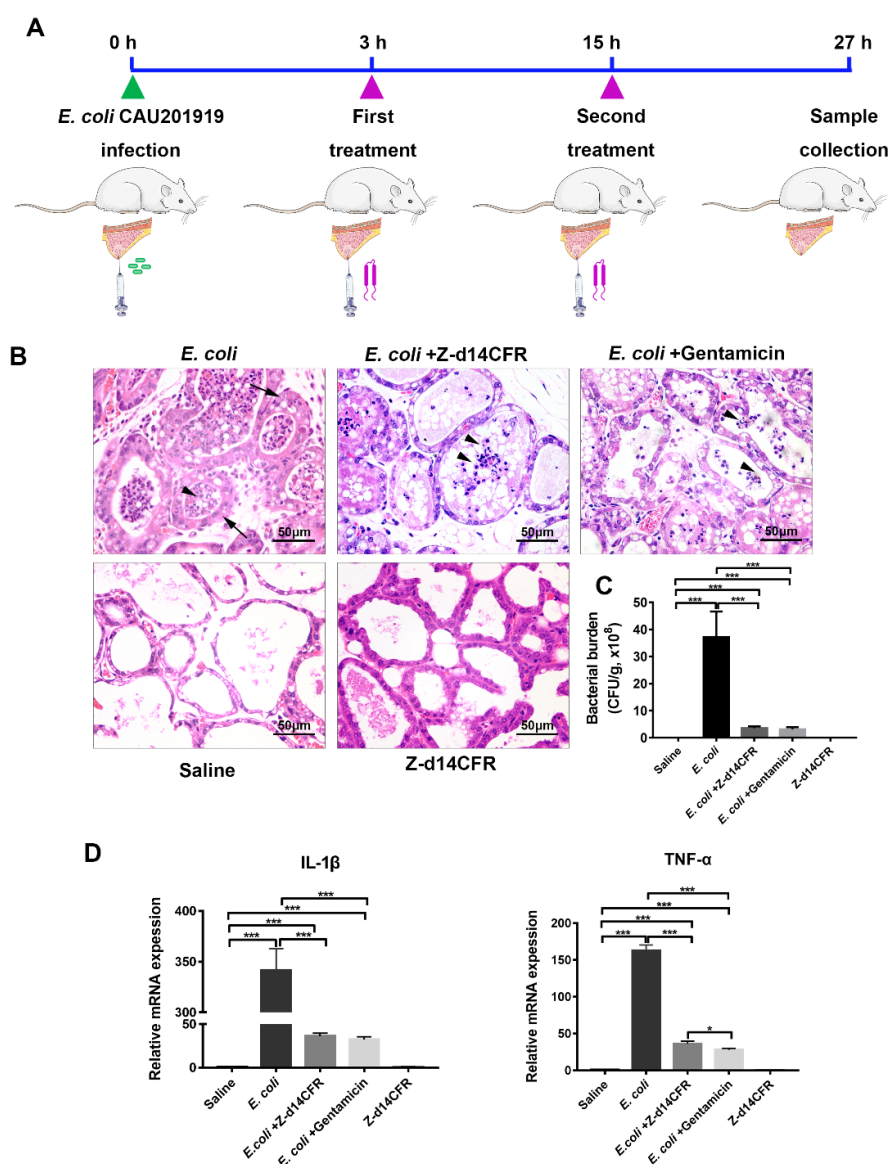 A
0 h 3 h 15 h 27 h
E. coli CAU201919 First Second Sample
infection treatment treatment collection
B
E. coli E. coli +Z-d14CFR E. coli +Gentamicin
50μm 50μm 50μm
50μm 50μm
Saline Z-d14CFR
C
*** 
***
***
*** ***
Bacterial burden
(CFU/g, x10⁸)
50
40
30
20
10
0
Saline
E. coli
E. coli +Z-d14CFR
E. coli +Gentamicin
Z-d14CFR
D
IL-1β
Relative mRNA expession
400
350
300
50
0
***
***
***
*** ***
Saline
E. coli
E.coli +Z-d14CFR
E. coli +Gentamicin
Z-d14CFR
TNF-α
Relative mRNA expession
200
150
100
50
0
***
***
***
*** ***
*
Saline
E. coli
E.coli +Z-d14CFR
E. coli +Gentamicin
Z-d14CFR